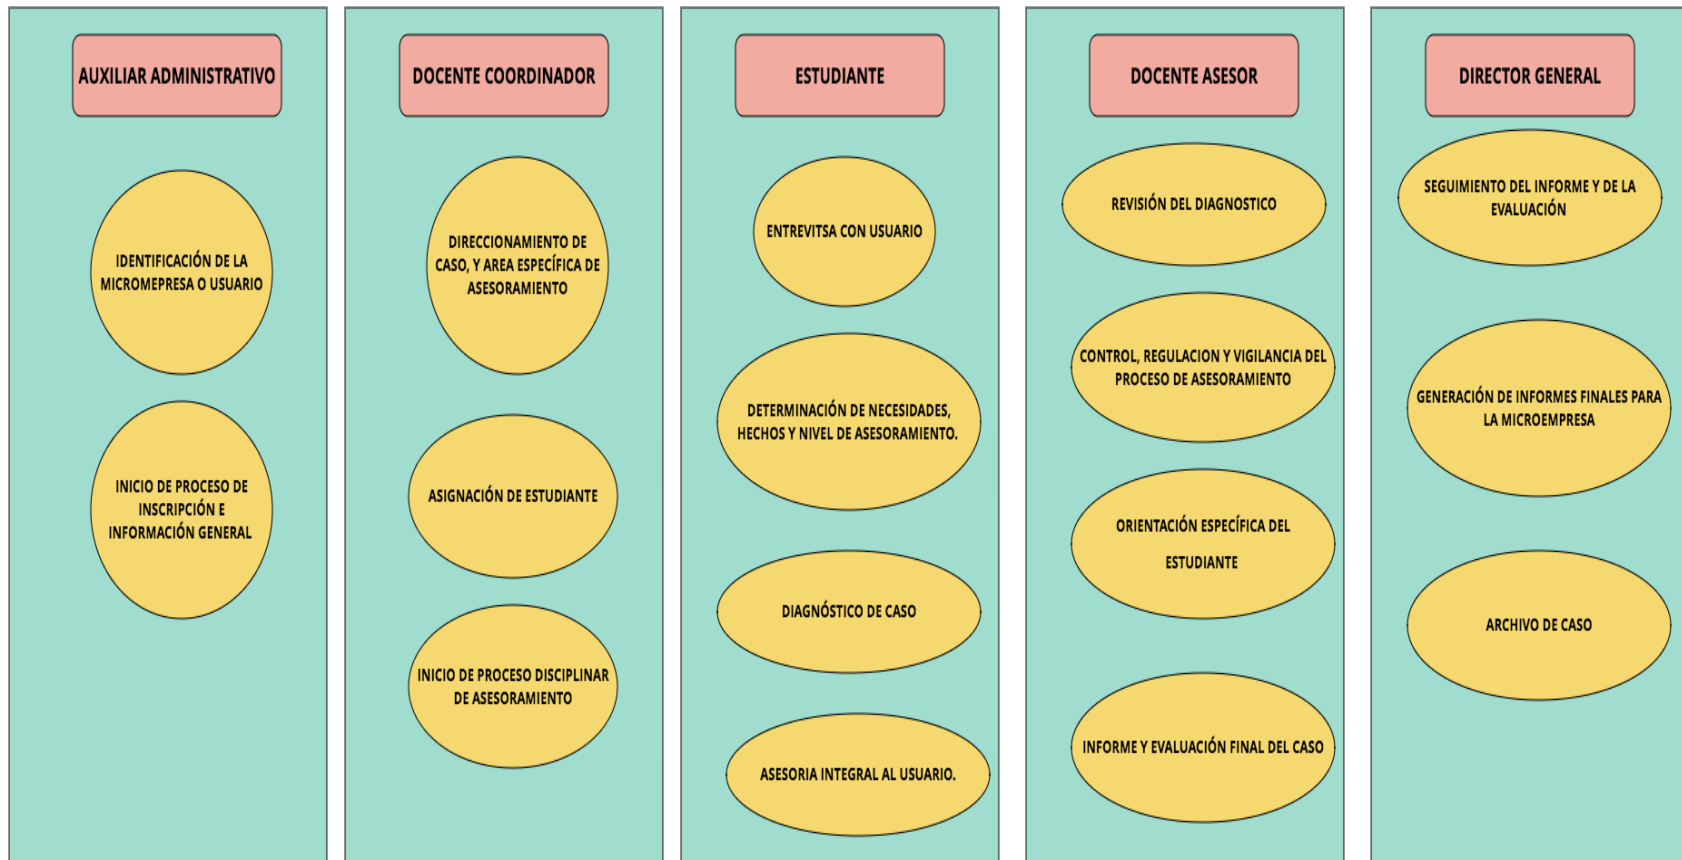 AUXILIAR ADMINISTRATIVO
IDENTIFICACIÓN DE LA
MICROMEPRESA O USUARIO
INICIO DE PROCESO DE
INSCRIPCIÓN E
INFORMACIÓN GENERAL
DOCENTE COORDINADOR
DIRECCIONAMIENTO DE
CASO, Y AREA ESPECÍFICA DE
ASESORAMIENTO
ASIGNACIÓN DE ESTUDIANTE
INICIO DE PROCESO DISCIPLINAR
DE ASESORAMIENTO
ESTUDIANTE
ENTREVITSA CON USUARIO
DETERMINACIÓN DE NECESIDADES,
HECHOS Y NIVEL DE ASESORAMIENTO.
DIAGNÓSTICO DE CASO
ASESORIA INTEGRAL AL USUARIO.
DOCENTE ASESOR
REVISIÓN DEL DIAGNOSTICO
CONTROL, REGULACION Y VIGILANCIA DEL
PROCESO DE ASESORAMIENTO
ORIENTACIÓN ESPECÍFICA DEL
ESTUDIANTE
INFORME Y EVALUACIÓN FINAL DEL CASO
DIRECTOR GENERAL
SEGUIMIENTO DEL INFORME Y DE LA
EVALUACIÓN
GENERACIÓN DE INFORMES FINALES PARA
LA MICROEMPRESA
ARCHIVO DE CASO